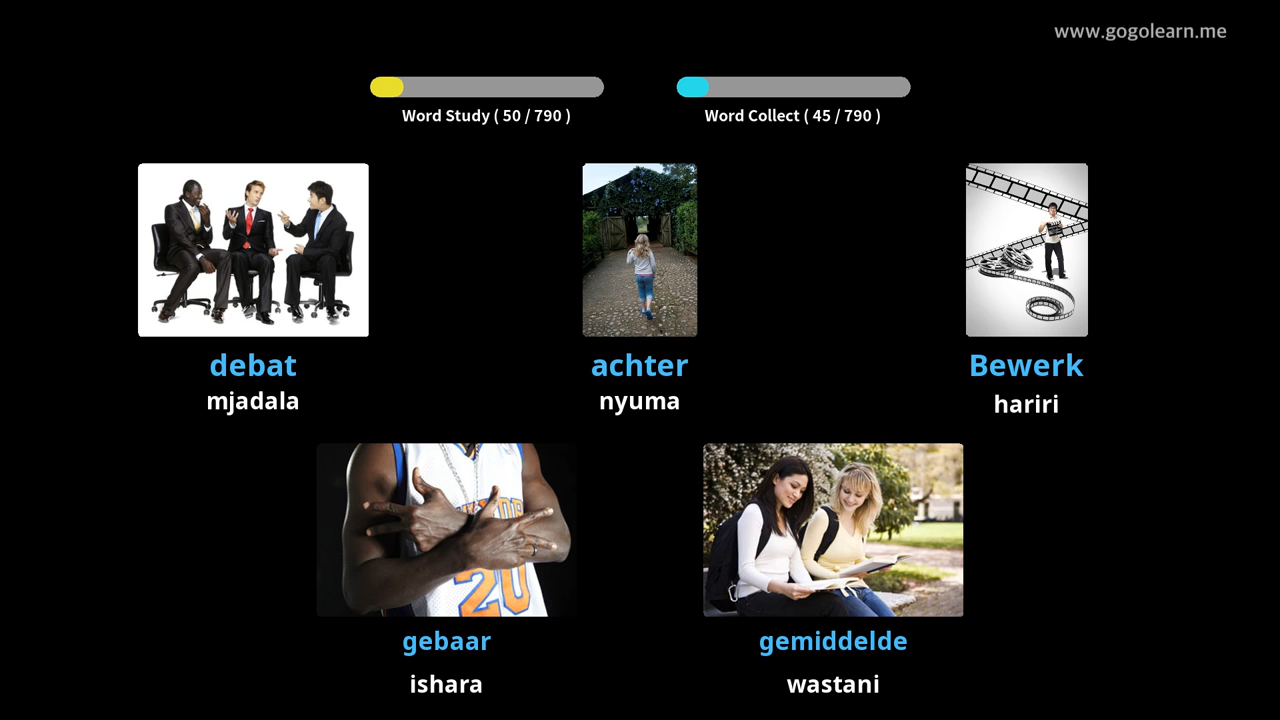 www.gogolearn.me
Word Study ( 50 / 790 )
Word Collect ( 45 / 790 )
debat
mjadala
achter
nyuma
Bewerk
hariri
20
gebaar
ishara
gemiddelde
wastani